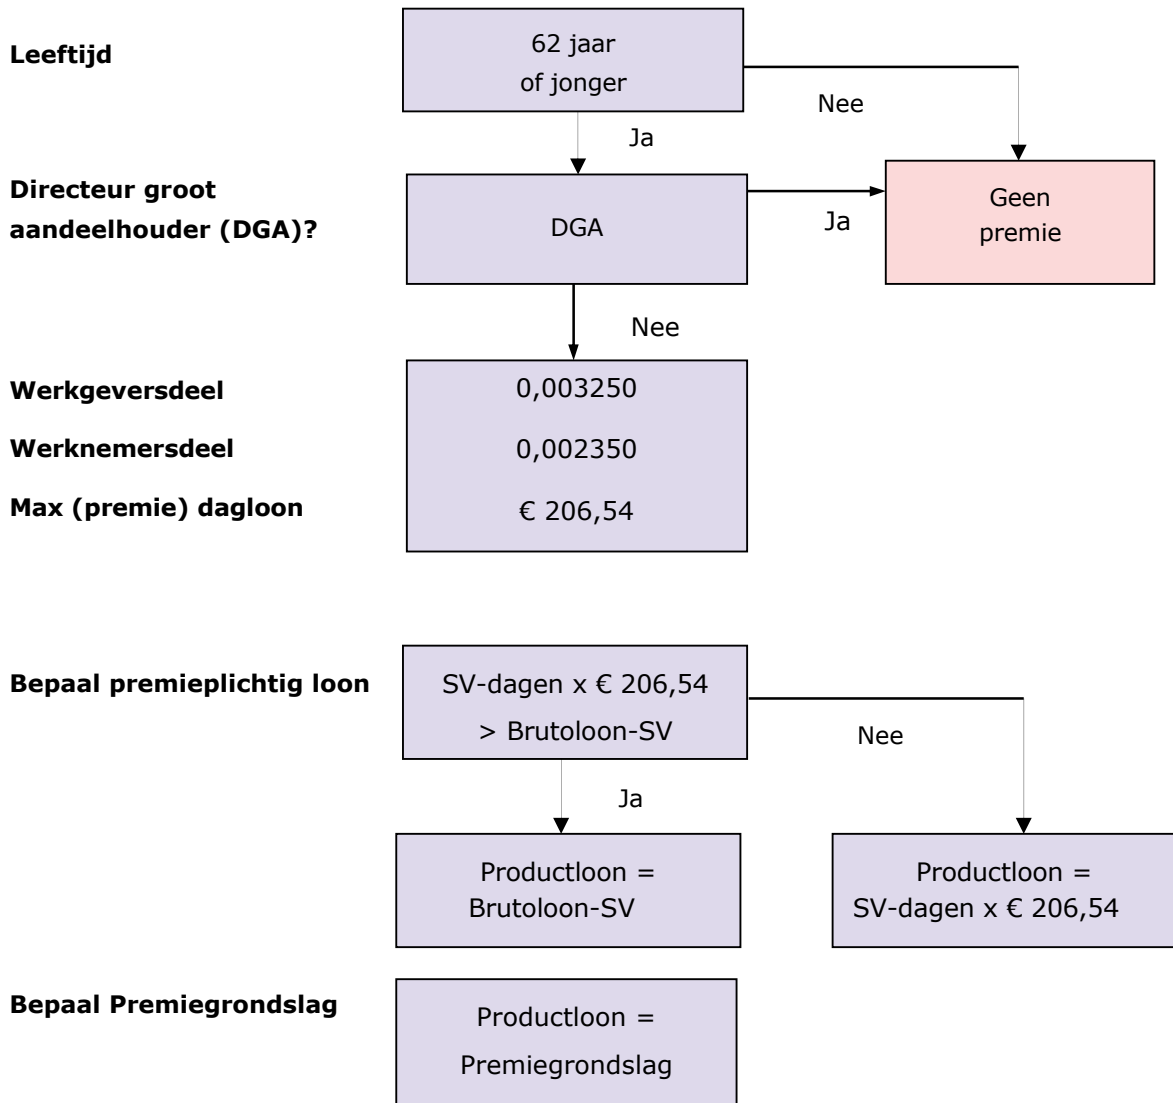 Leeftijd
62 jaar
of jonger
Nee
Ja
Directeur groot
aandeelhouder (DGA)?
DGA
Ja
Geen
premie
Nee
Werkgeversdeel
0,003250
Werknemersdeel
0,002350
Max (premie) dagloon
€ 206,54
Bepaal premieplichtig loon
SV-dagen x € 206,54
> Brutoloon-SV
Nee
Ja
Productloon =
Brutoloon-SV
Productloon =
SV-dagen x € 206,54
Bepaal Premiegrondslag
Productloon =
Premiegrondslag